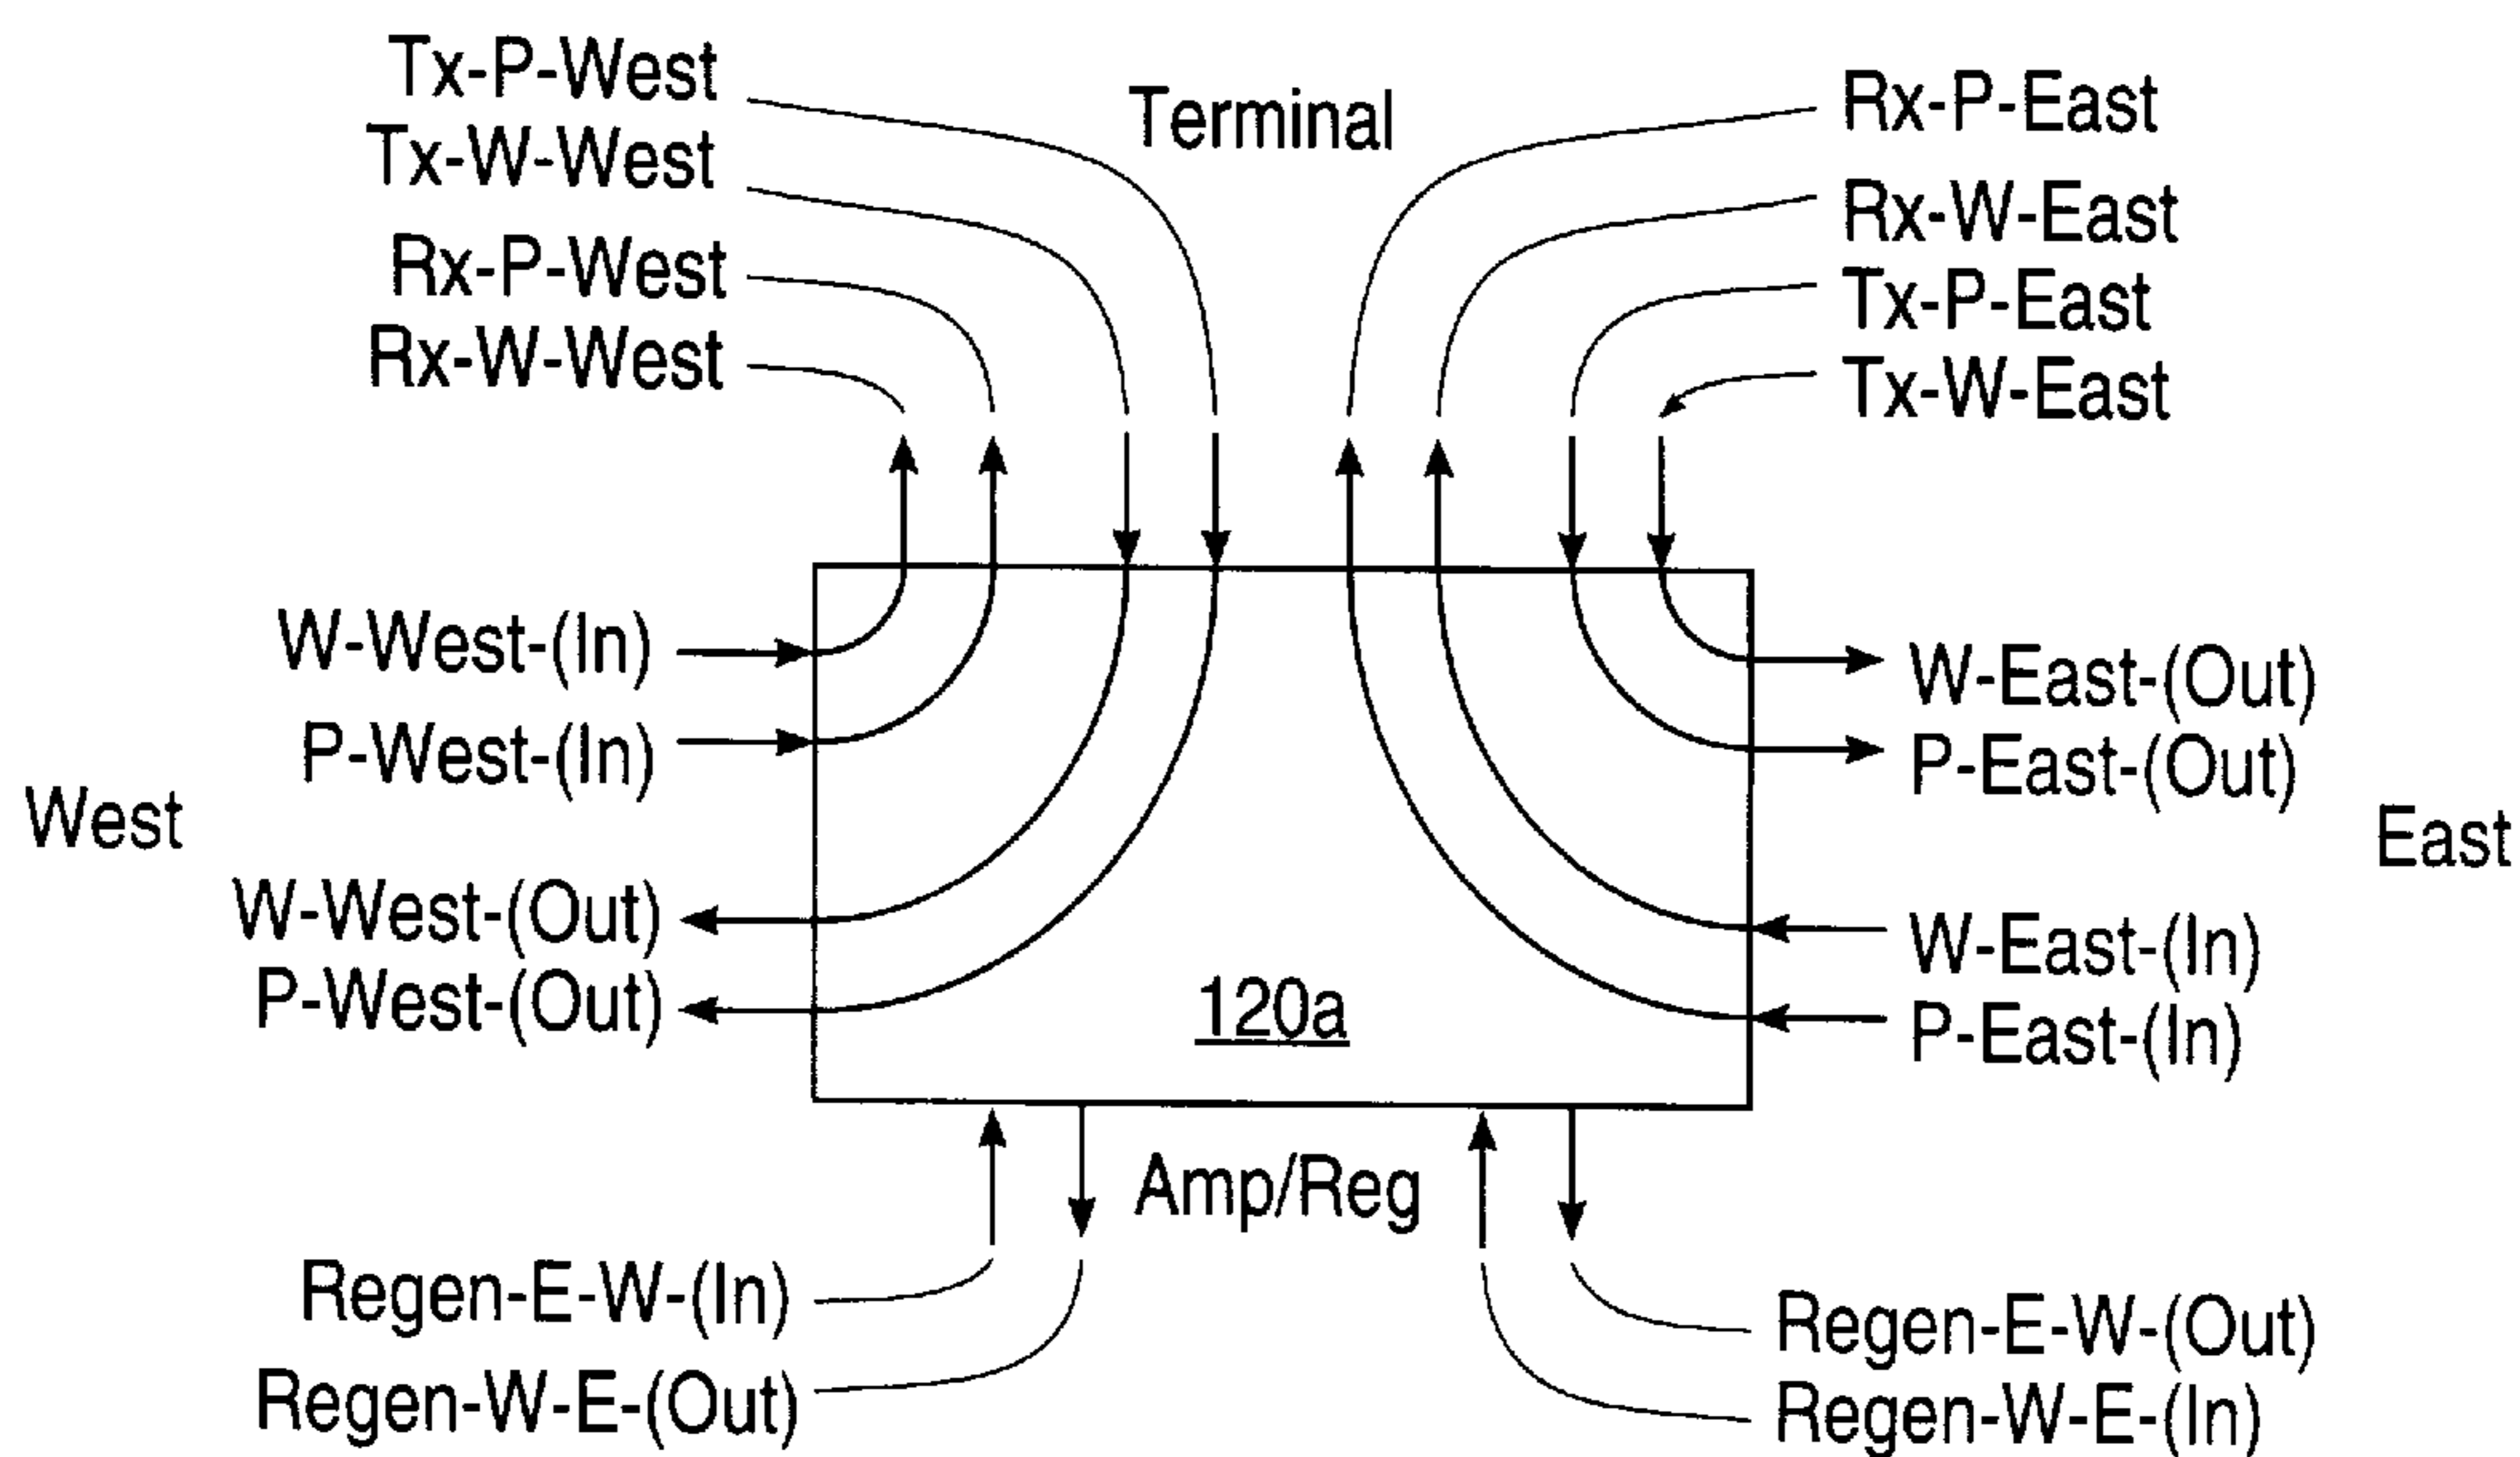 Tx-P-West
Tx-W-West
Rx-P-West
Rx-W-West
Terminal
Rx-P-East
Rx-W-East
Tx-P-East
Tx-W-East
W-West-(In)
P-West-(In)
West
W-West-(Out)
P-West-(Out)
W-East-(Out)
P-East-(Out)
East
W-East-(In)
P-East-(In)
120a
Amp/Reg
Regen-E-W-(In)
Regen-W-E-(Out)
Regen-E-W-(Out)
Regen-W-E-(In)